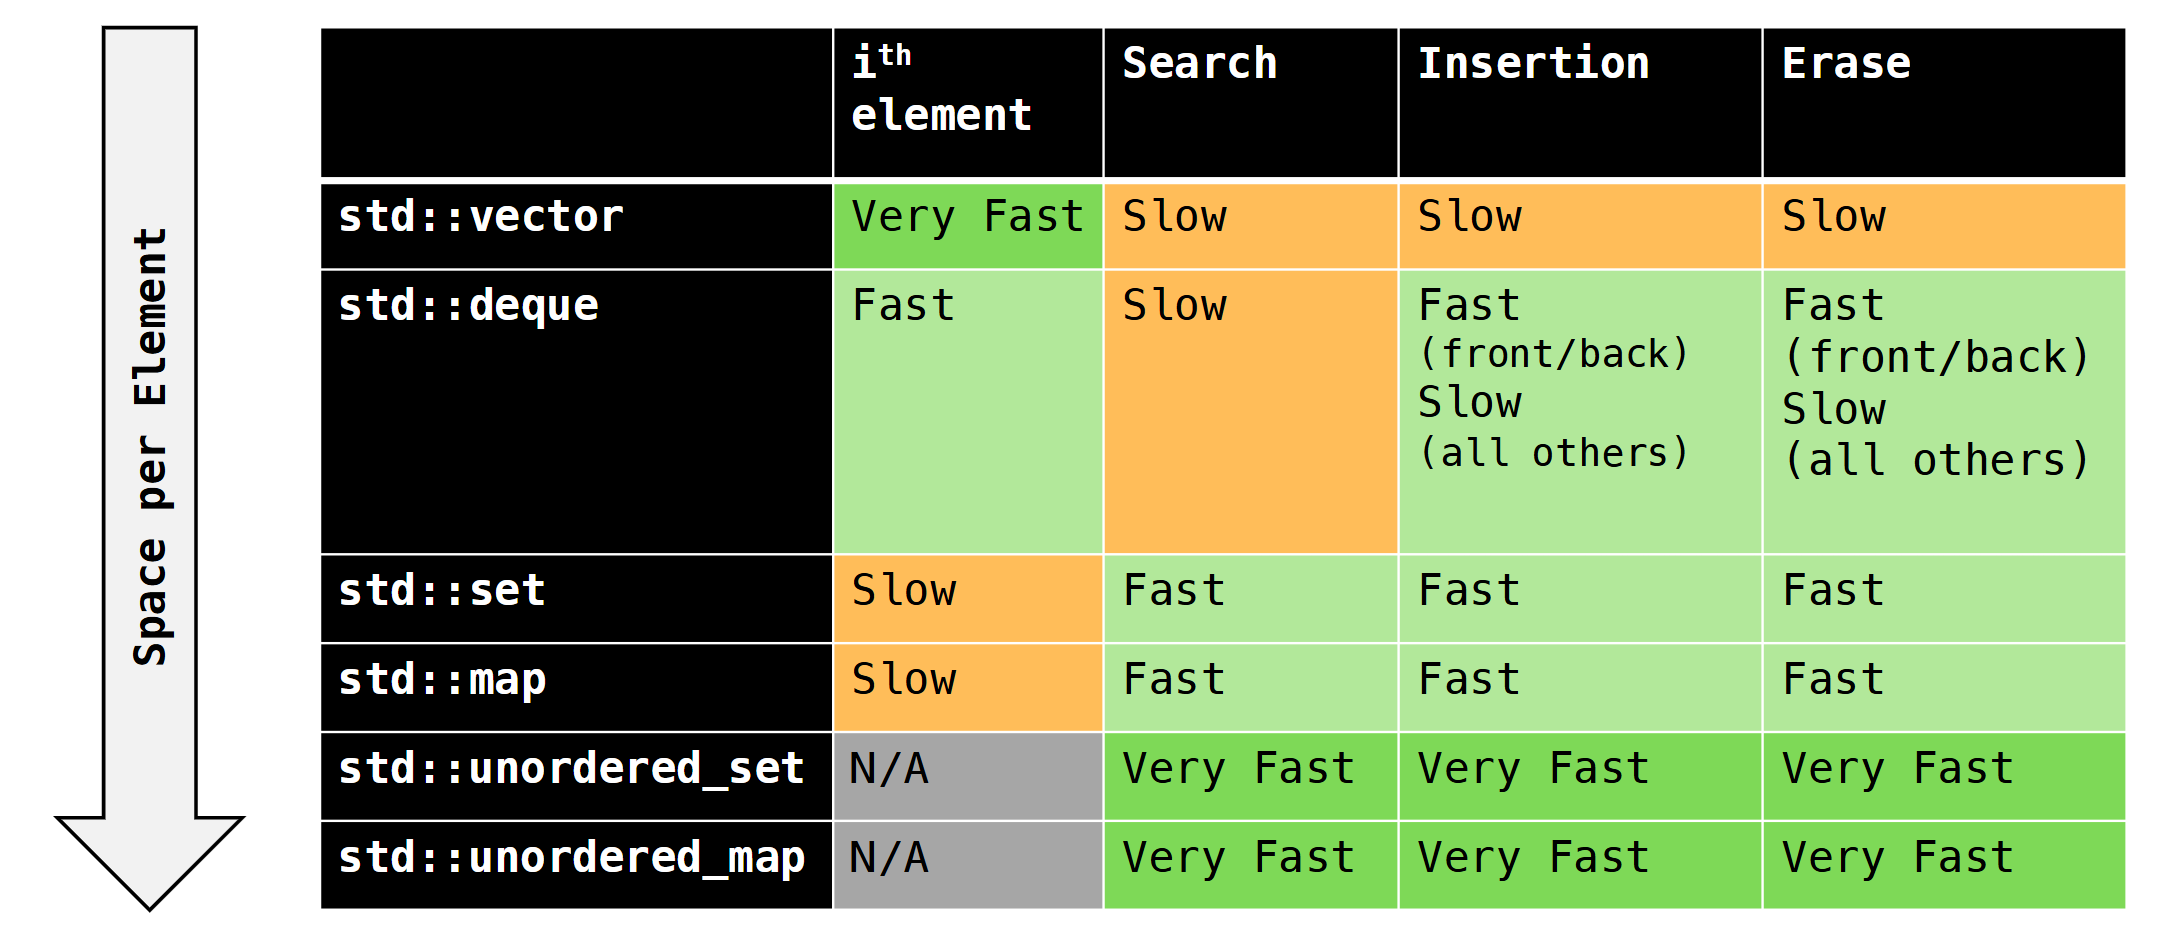 Space per Element
iᵗʰ
element
Search
Insertion
Erase
std::vector
Very Fast
Slow
Slow
Slow
std::deque
Fast
Slow
Fast
(front/back)
Slow
(all others)
Fast
(front/back)
Slow
(all others)
std::set
Slow
Fast
Fast
Fast
std::map
Slow
Fast
Fast
Fast
std::unordered_set
N/A
Very Fast
Very Fast
Very Fast
std::unordered_map
N/A
Very Fast
Very Fast
Very Fast